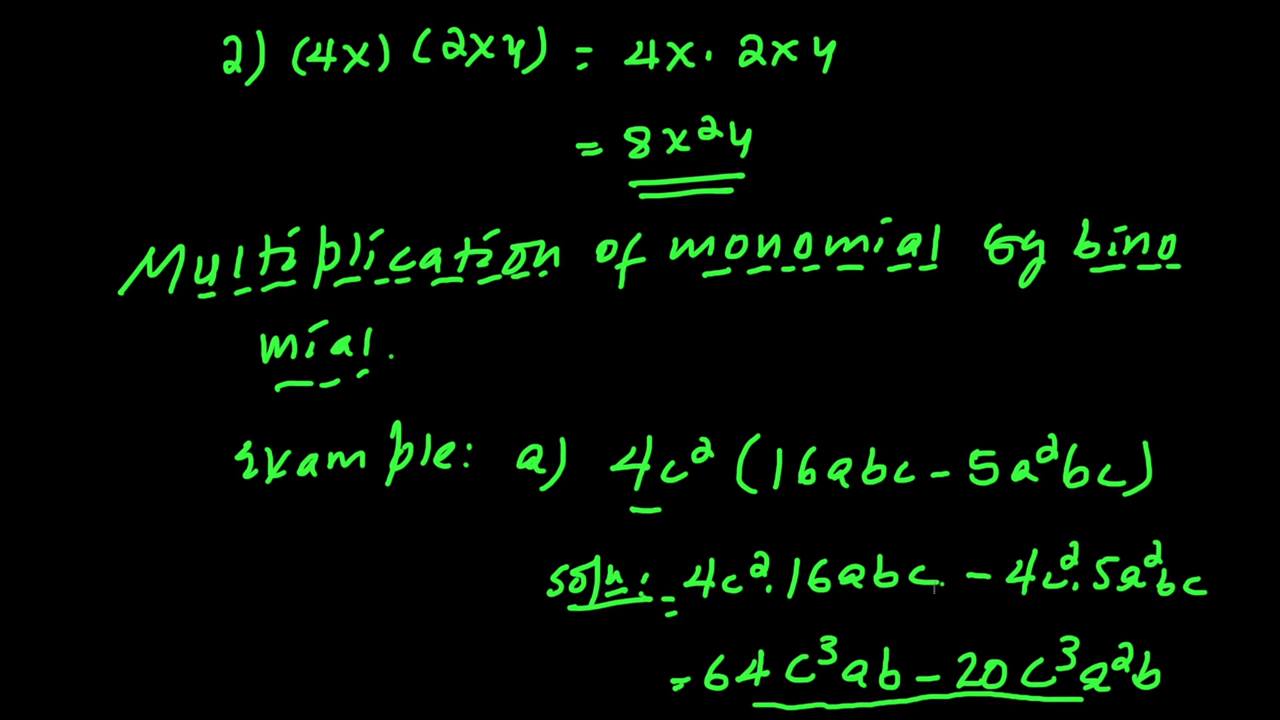 2) (4x) (2xy) = 4x · 2xy
= 8x²y
Multiplication of monomial by bino
mial.
example: a) 4c² (16abc - 5a²bc)
soln: = 4c².16abc. - 4c².5a²bc
= 64c³ab - 20c³a²b